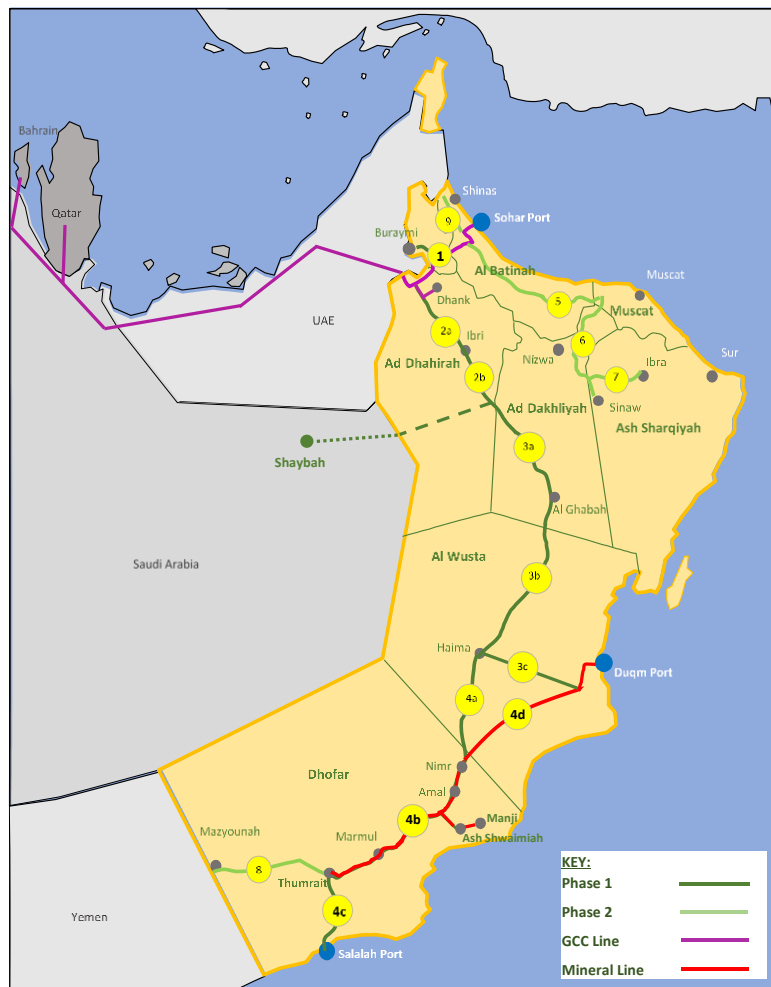 Bahrain
Qatar
Shinas
9
Sohar Port
Buraymi
1
Al Batinah
Muscat
Dhank
5
Muscat
UAE
2a
6
Ibri
Nizwa
Ibra
Sur
Ad Dhahirah
2b
7
Ad Dakhliyah
Sinaw
Ash Sharqiyah
3a
Shaybah
Al Ghabah
Al Wusta
Saudi Arabia
3b
Haima
3c
Duqm Port
4a
4d
Dhofar
Nimr
Amal
4b
Manji
Mazyounah
Marmul
Ash Shwaimiah
8
Thumrait
4c
Yemen
Salalah Port
KEY:
Phase 1
Phase 2
GCC Line
Mineral Line